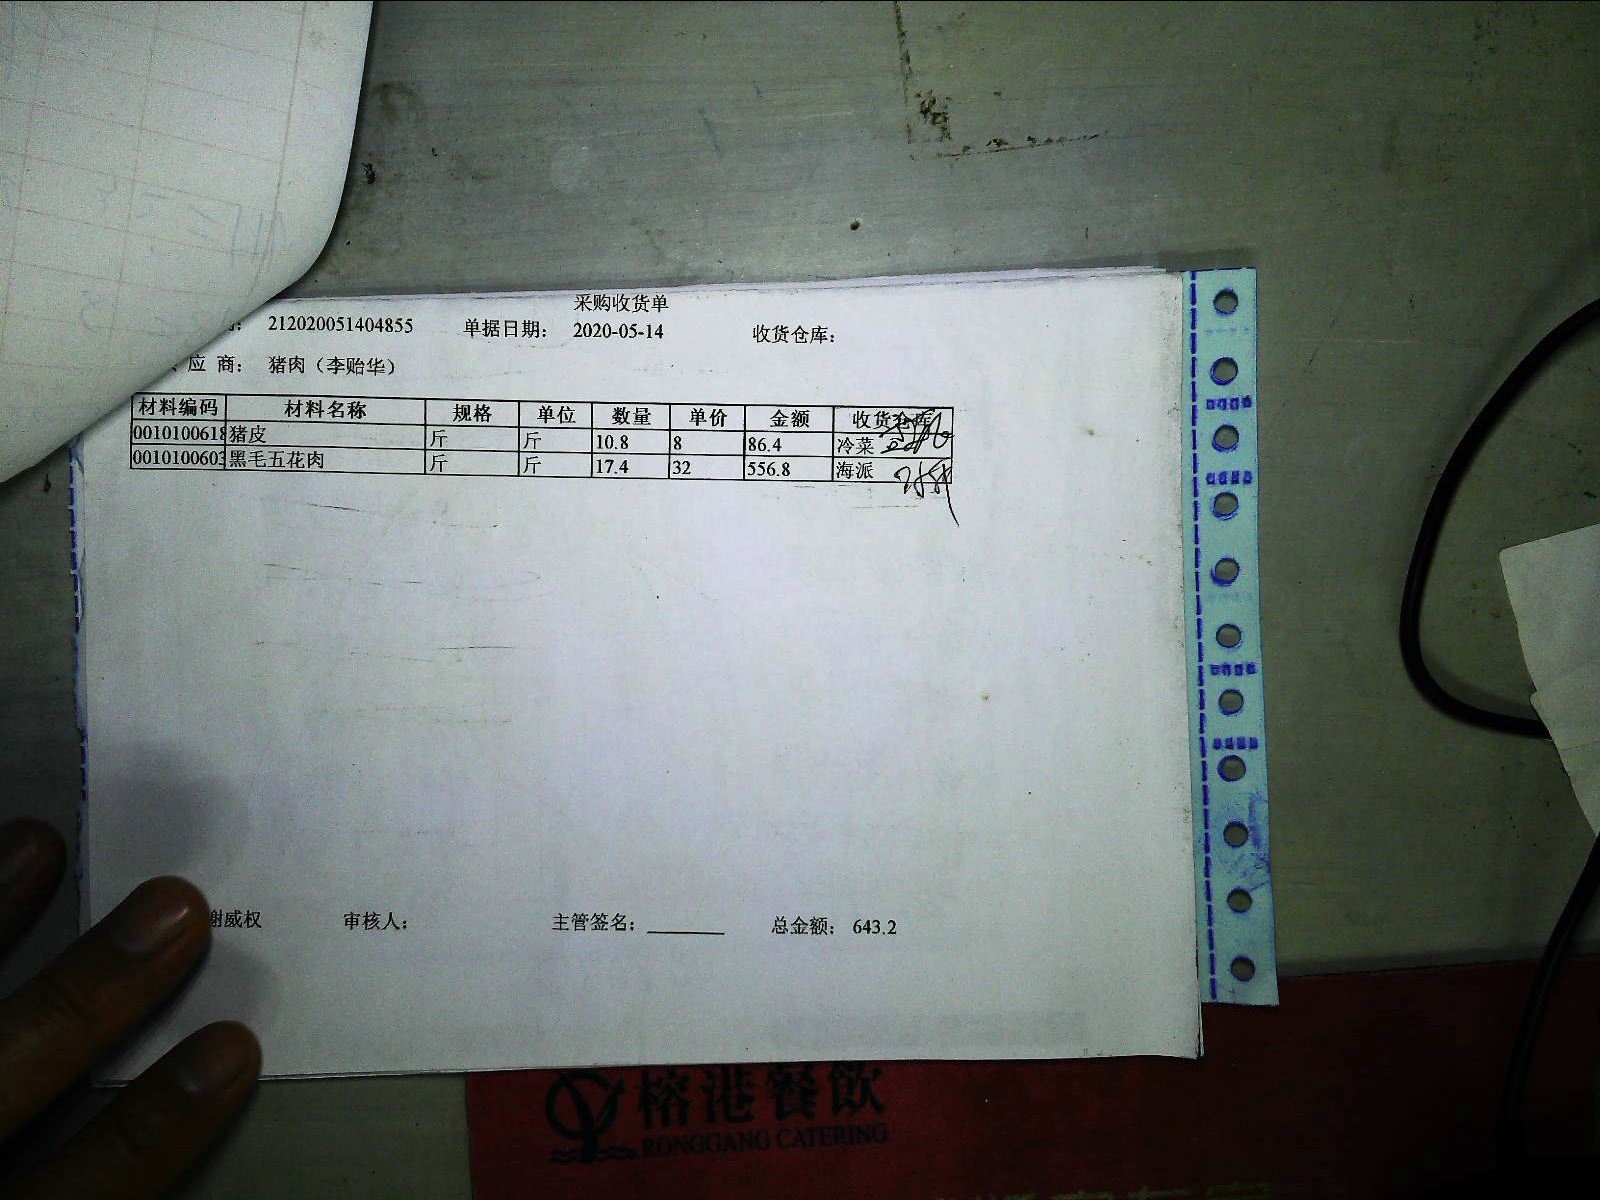 采购收货单
212020051404855 单据日期: 2020-05-14 收货仓库:
应 商: 猪肉（李贻华）
材料编码 材料名称 规格 单位 数量 单价 金额 收货仓库
0010100618 猪皮 斤 斤 10.8 8 86.4 冷菜
0010100603 黑毛五花肉 斤 斤 17.4 32 556.8 海派
谢威权 审核人: 主管签名: 总金额: 643.2
榕港餐飲
RONGGANG CATERING